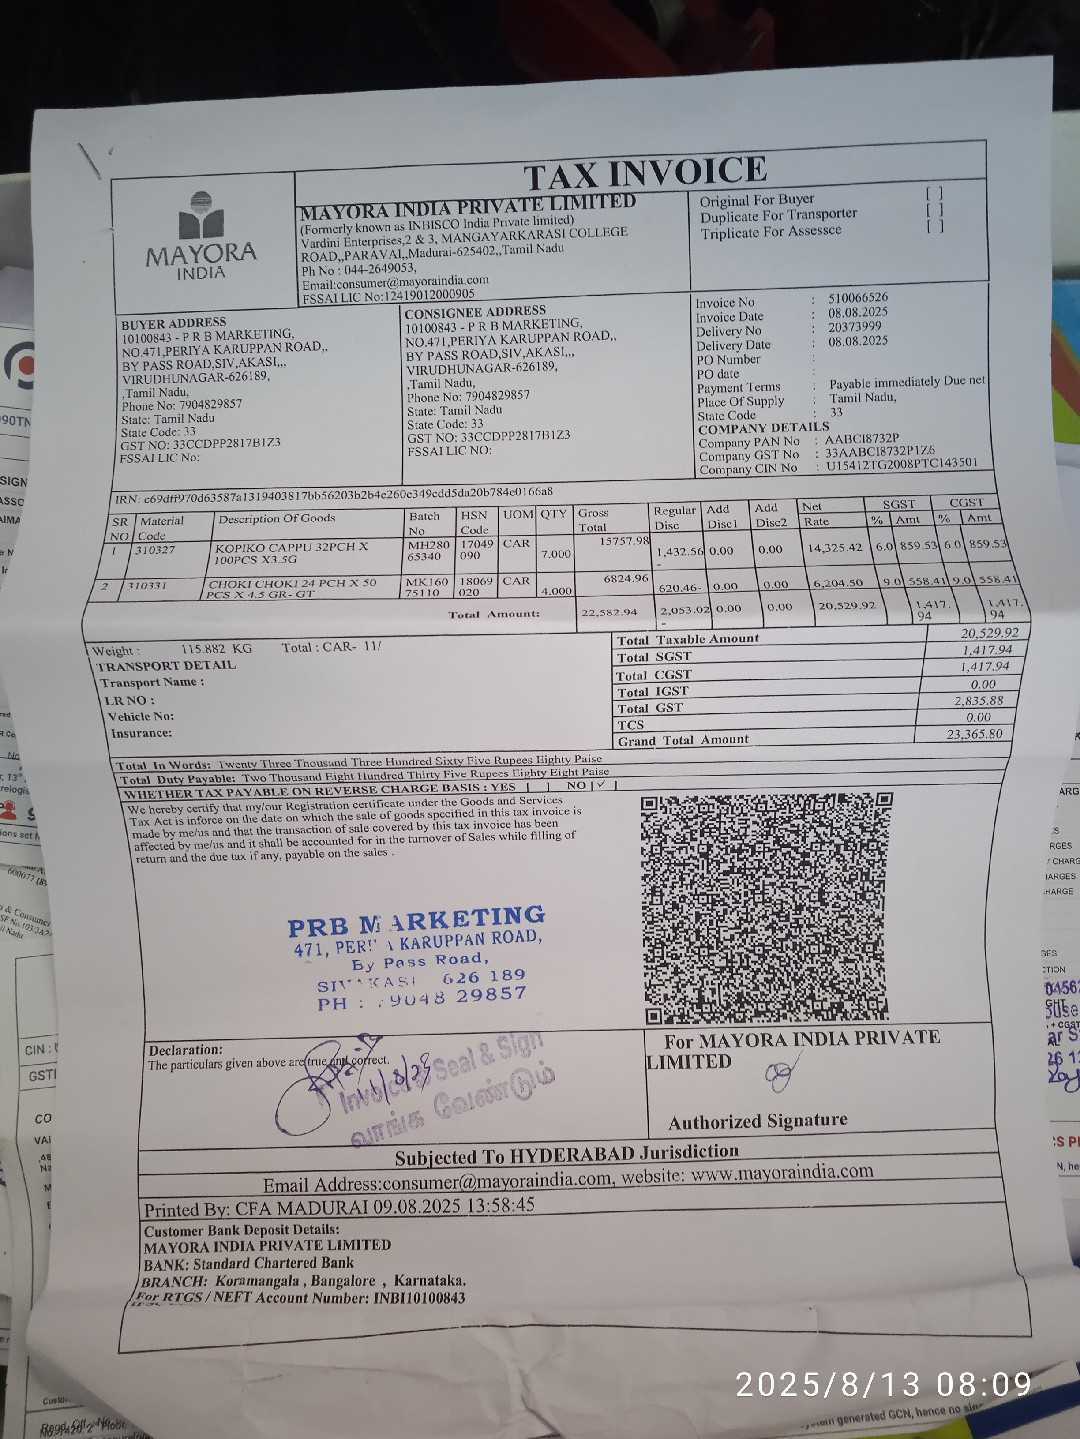 TAX INVOICE
MAYORA
INDIA
MAYORA INDIA PRIVATE LIMITED
(Formerly known as INBISCO India Private limited)
Vardini Enterprises,2 & 3, MANGAYARKARASI COLLEGE
ROAD,,PARAVAI,,Madurai-625402,,Tamil Nadu
Ph No : 044-2649053,
Email:consumer@mayoraindia.com
FSSAI LIC No:12419012000905
Original For Buyer [ ]
Duplicate For Transporter [ ]
Triplicate For Assessce [ ]
BUYER ADDRESS
10100843 - P R B MARKETING,
NO.471,PERIYA KARUPPAN ROAD,,
BY PASS ROAD,SIV,AKASI,,,
VIRUDHUNAGAR-626189,
,Tamil Nadu,
Phone No: 7904829857
State: Tamil Nadu
State Code: 33
GST NO: 33CCDPP2817B1Z3
FSSAI LIC No:
CONSIGNEE ADDRESS
10100843 - P R B MARKETING,
NO.471,PERIYA KARUPPAN ROAD,,
BY PASS ROAD,SIV,AKASI,,,
VIRUDHUNAGAR-626189,
,Tamil Nadu,
Phone No: 7904829857
State: Tamil Nadu
State Code: 33
GST NO: 33CCDPP2817B1Z3
FSSAI LIC NO:
Invoice No : 510066526
Invoice Date : 08.08.2025
Delivery No : 20373999
Delivery Date : 08.08.2025
PO Number :
PO date :
Payment Terms : Payable immediately Due net
Place Of Supply : Tamil Nadu,
State Code : 33
COMPANY DETAILS
Company PAN No : AABCI8732P
Company GST No : 33AABCI8732P1Z6
Company CIN No : U15412TG2008PTC143501
IRN: c69dff970d63587a1319403817bb56203b2b4c260c349cdd5da20b784c0166a8
SR NO Material Code Description Of Goods Batch No HSN Code UOM QTY Gross Total Regular Disc Add Disc1 Add Disc2 Net Rate SGST % Amt CGST % Amt
1 310327 KOPIKO CAPPU 32PCH X 100PCS X3.5G MH280 65340 17049 090 CAR 7.000 15757.98 1,432.56- 0.00 0.00 14,325.42 6.0 859.53 6.0 859.53
2 310331 CHOKI CHOKI 24 PCH X 50 PCS X 4.5 GR- GT MK160 75110 18069 020 CAR 4.000 6824.96 620.46- 0.00 0.00 6,204.50 9.0 558.41 9.0 558.41
Total Amount: 22,582.94 2,053.02- 0.00 0.00 20,529.92 1,417.94 1,417.94
Weight : 115.882 KG Total : CAR- 11/
TRANSPORT DETAIL
Transport Name :
LR NO :
Vehicle No:
Insurance:
Total Taxable Amount 20,529.92
Total SGST 1,417.94
Total CGST 1,417.94
Total IGST 0.00
Total GST 2,835.88
TCS 0.00
Grand Total Amount 23,365.80
Total In Words: Twenty Three Thousand Three Hundred Sixty Five Rupees Eighty Paise
Total Duty Payable: Two Thousand Eight Hundred Thirty Five Rupees Eighty Eight Paise
WHETHER TAX PAYABLE ON REVERSE CHARGE BASIS : YES [ ] NO [✓]
We hereby certify that my/our Registration certificate under the Goods and Services
Tax Act is inforce on the date on which the sale of goods specified in this tax invoice is
made by me/us and that the transaction of sale covered by this tax invoice has been
affected by me/us and it shall be accounted for in the turnover of Sales while filling of
return and the due tax if any, payable on the sales .
PRB MARKETING
471, PERI A KARUPPAN ROAD,
By Pass Road,
SIV KASI 626 189
PH : 79048 29857
Declaration:
The particulars given above are true and correct.
Invoice Seal & Sign
வாங்க வேண்டும்
For MAYORA INDIA PRIVATE
LIMITED
Authorized Signature
Subjected To HYDERABAD Jurisdiction
Email Address:consumer@mayoraindia.com, website: www.mayoraindia.com
Printed By: CFA MADURAI 09.08.2025 13:58:45
Customer Bank Deposit Details:
MAYORA INDIA PRIVATE LIMITED
BANK: Standard Chartered Bank
BRANCH: Koramangala , Bangalore , Karnataka.
For RTGS / NEFT Account Number: INBI10100843
2025/8/13 08:09